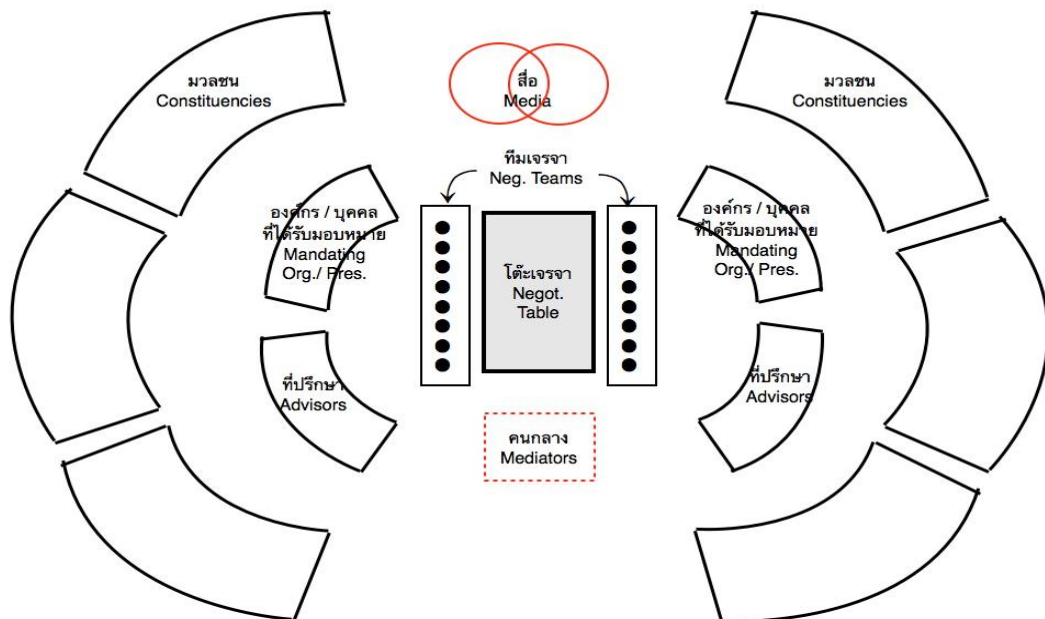 มวลชน
Constituencies
สื่อ
Media
มวลชน
Constituencies
ทีมเจรจา
Neg. Teams
องค์กร / บุคคล
ที่ได้รับมอบหมาย
Mandating
Org./ Pres.
องค์กร / บุคคล
ที่ได้รับมอบหมาย
Mandating
Org./ Pres.
โต๊ะเจรจา
Negot.
Table
ที่ปรึกษา
Advisors
ที่ปรึกษา
Advisors
คนกลาง
Mediators